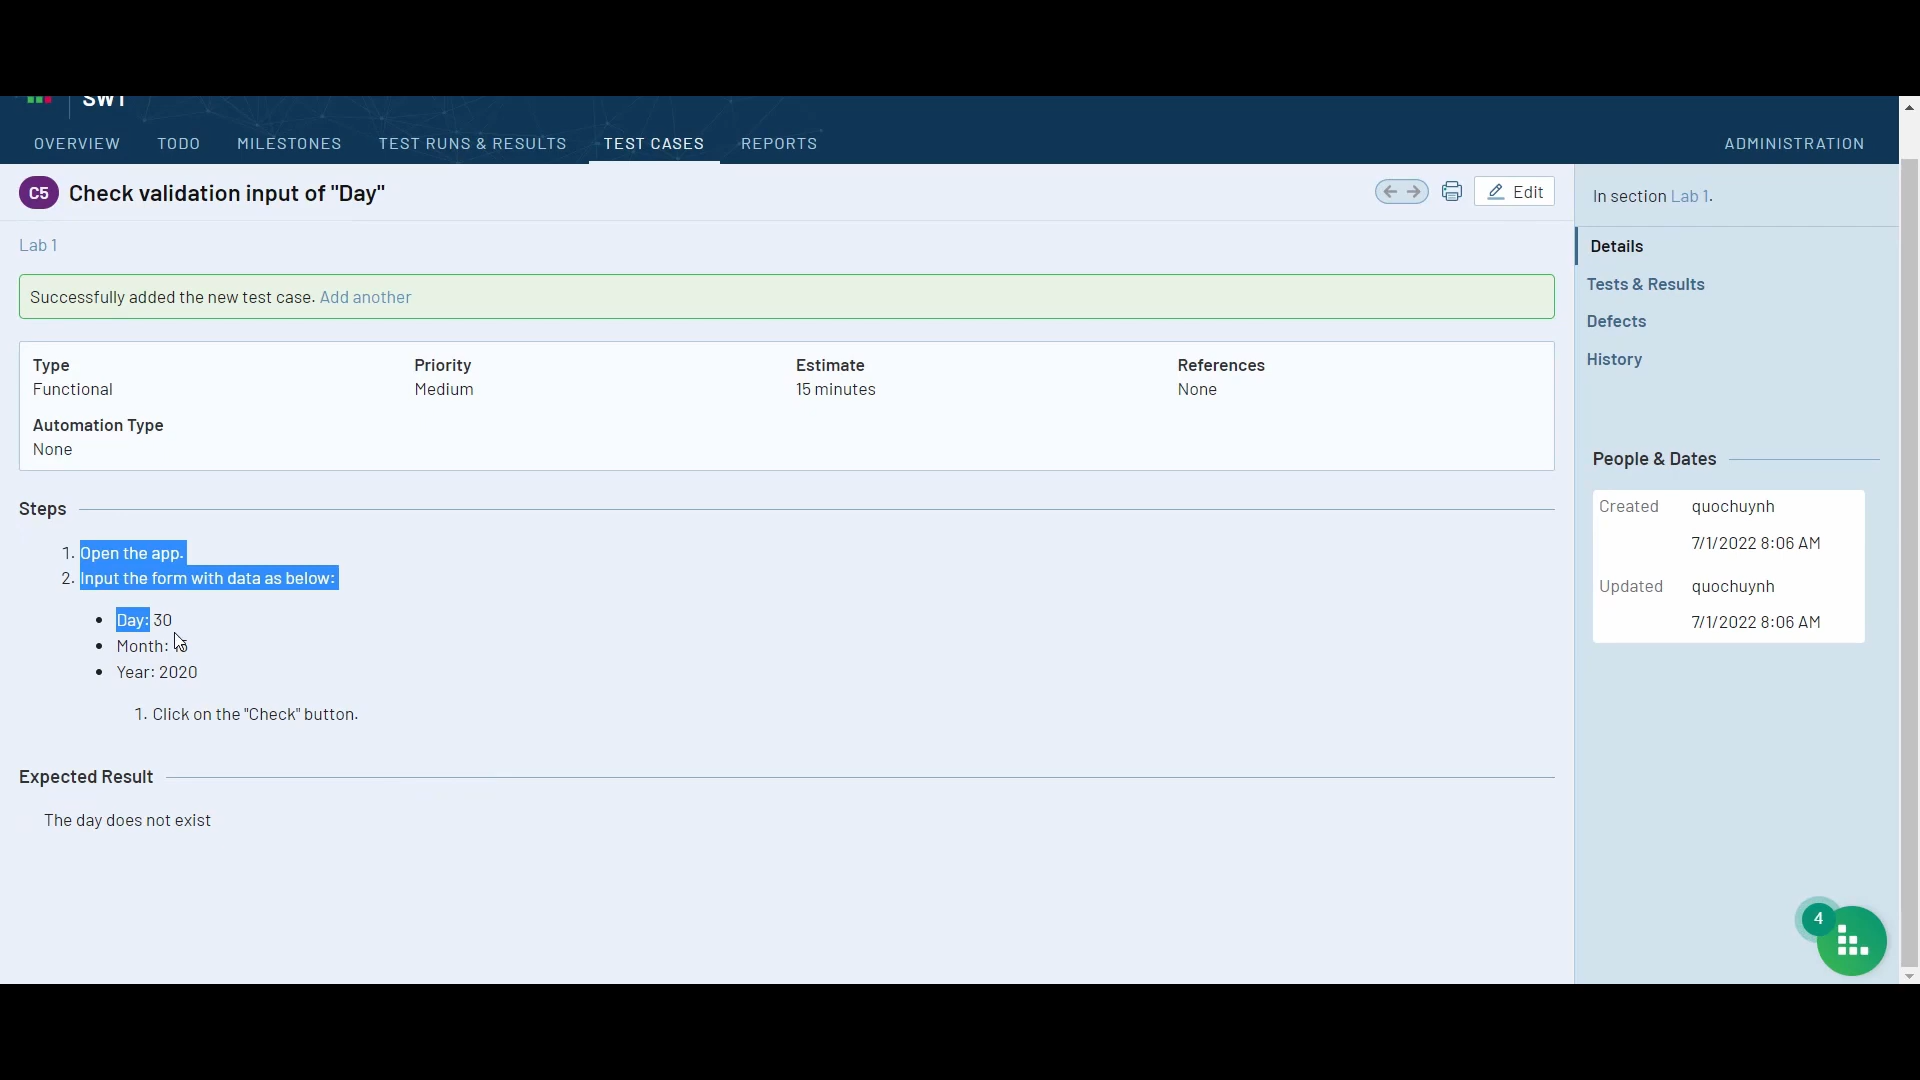 SWT
OVERVIEW TODO MILESTONES TEST RUNS & RESULTS TEST CASES REPORTS ADMINISTRATION
C5 Check validation input of "Day"
Edit
In section Lab 1.
Lab 1
Details
Successfully added the new test case. Add another
Tests & Results
Defects
History
Type Priority Estimate References
Functional Medium 15 minutes None
Automation Type
None
People & Dates
Created quochuynh
7/1/2022 8:06 AM
Updated quochuynh
7/1/2022 8:06 AM
Steps
1. Open the app.
2. Input the form with data as below:
• Day: 30
• Month:
• Year: 2020
1. Click on the "Check" button.
Expected Result
The day does not exist
4